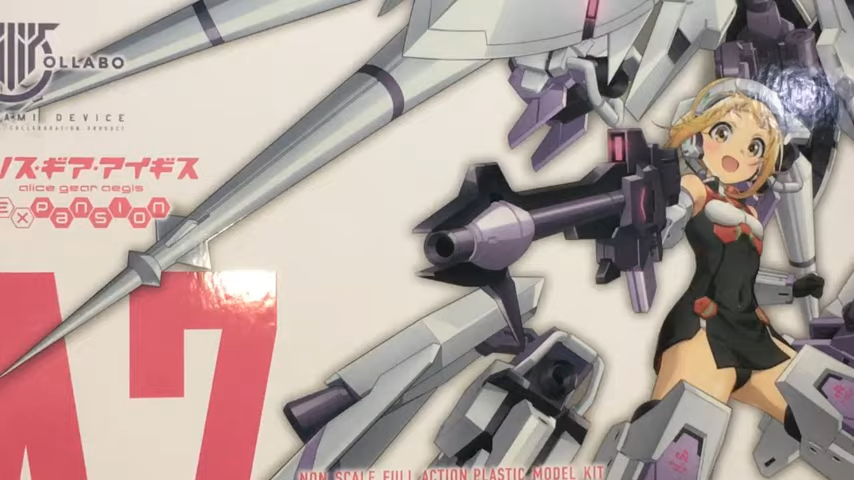 OLLABO
AMI DEVICE
COLLABORATION PRODUCT
ス・ギア・アイギス
alice gear aegis
Expansion
A7
NON SCALE FULL ACTION PLASTIC MODEL KIT